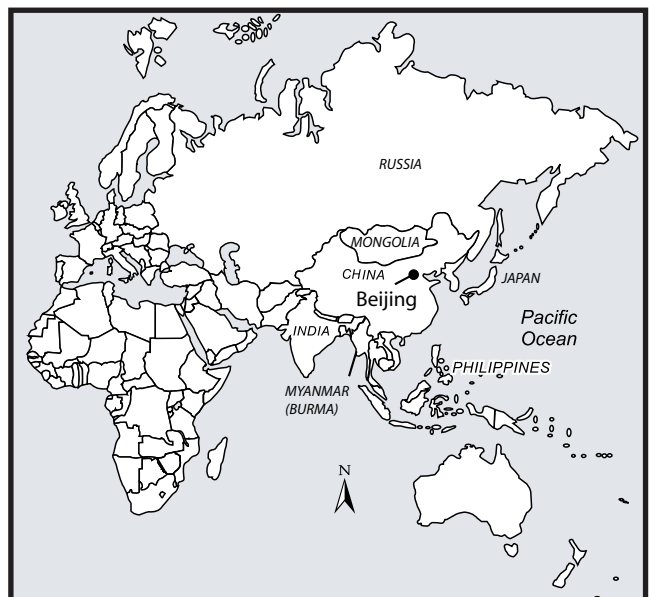 RUSSIA
MONGOLIA
CHINA
JAPAN
Beijing
Pacific
Ocean
INDIA
PHILIPPINES
MYANMAR
(BURMA)
N